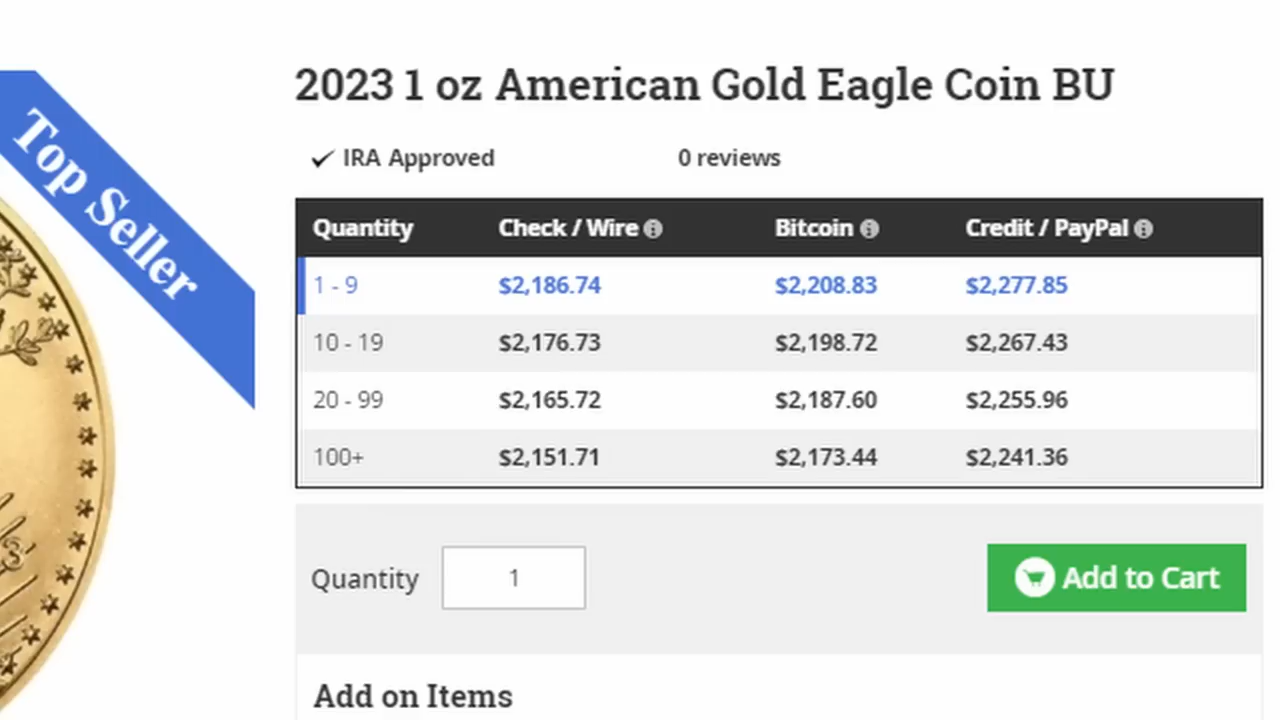 Top Seller
2023 1 oz American Gold Eagle Coin BU
IRA Approved 0 reviews
Quantity Check / Wire Bitcoin Credit / PayPal
1 - 9 $2,186.74 $2,208.83 $2,277.85
10 - 19 $2,176.73 $2,198.72 $2,267.43
20 - 99 $2,165.72 $2,187.60 $2,255.96
100+ $2,151.71 $2,173.44 $2,241.36
Quantity 1 Add to Cart
Add on Items